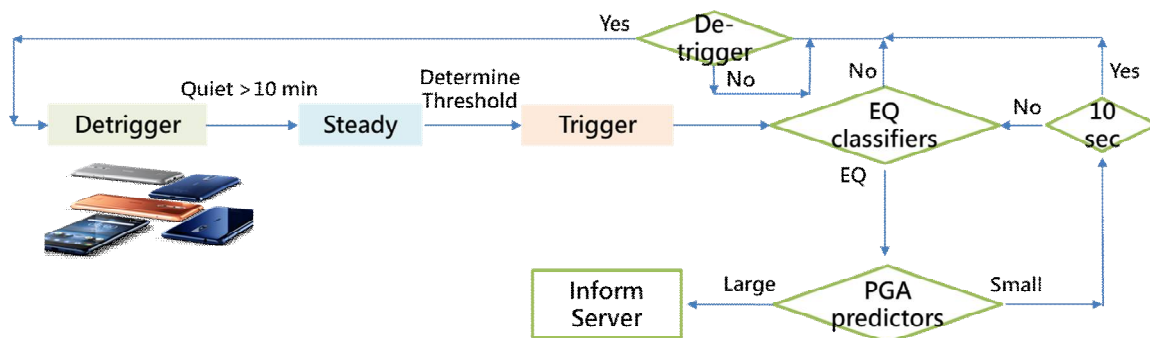 Yes
De-
trigger
No
No
Yes
Quiet >10 min
Determine
Threshold
Detrigger
Steady
Trigger
EQ
classifiers
No
10
sec
EQ
Large
Small
Inform
Server
PGA
predictors